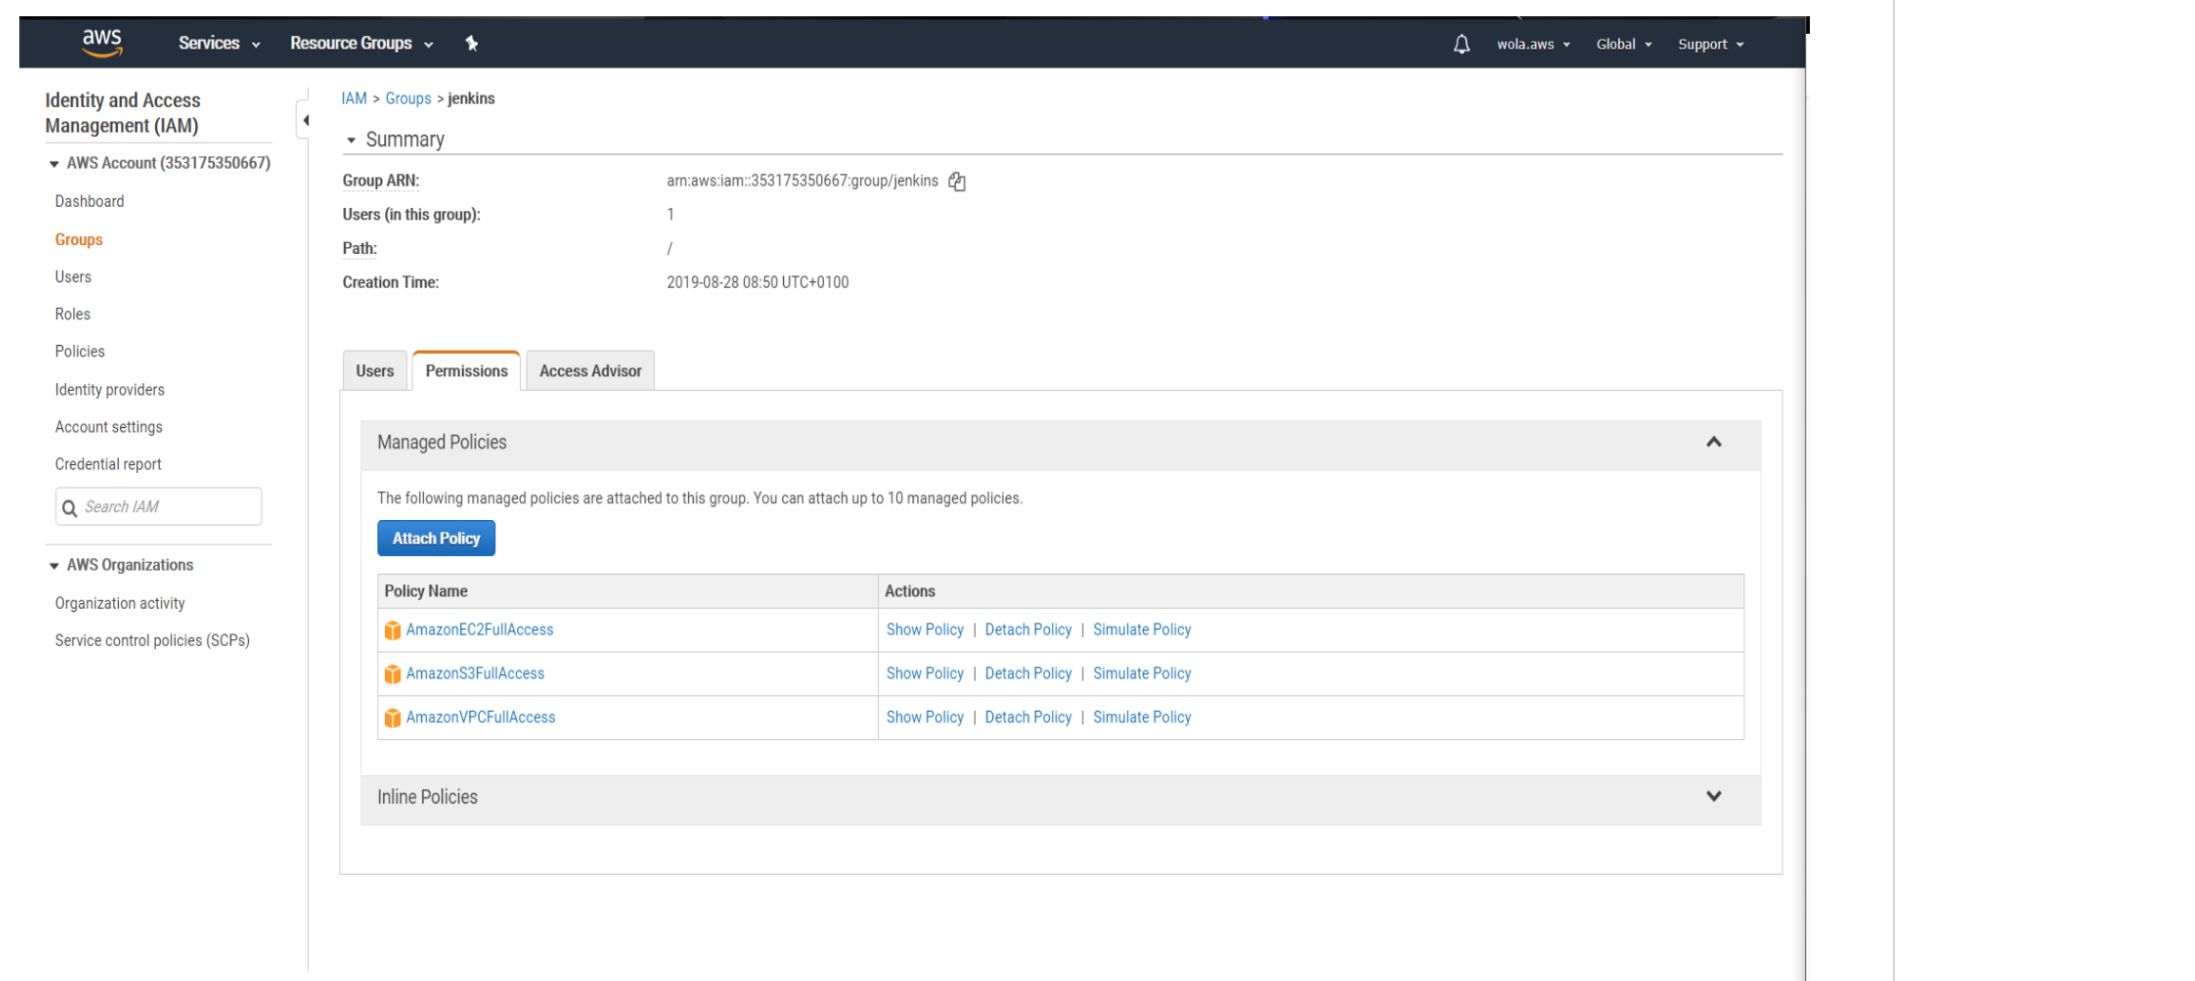 aws Services Resource Groups wola.aws Global Support
Identity and Access
Management (IAM)
AWS Account (353175350667)
Dashboard
Groups
Users
Roles
Policies
Identity providers
Account settings
Credential report
Search IAM
AWS Organizations
Organization activity
Service control policies (SCPs)
IAM > Groups > jenkins
Summary
Group ARN: arn:aws:iam::353175350667:group/jenkins
Users (in this group): 1
Path: /
Creation Time: 2019-08-28 08:50 UTC+0100
Users Permissions Access Advisor
Managed Policies
The following managed policies are attached to this group. You can attach up to 10 managed policies.
Attach Policy
Policy Name Actions
AmazonEC2FullAccess Show Policy | Detach Policy | Simulate Policy
AmazonS3FullAccess Show Policy | Detach Policy | Simulate Policy
AmazonVPCFullAccess Show Policy | Detach Policy | Simulate Policy
Inline Policies